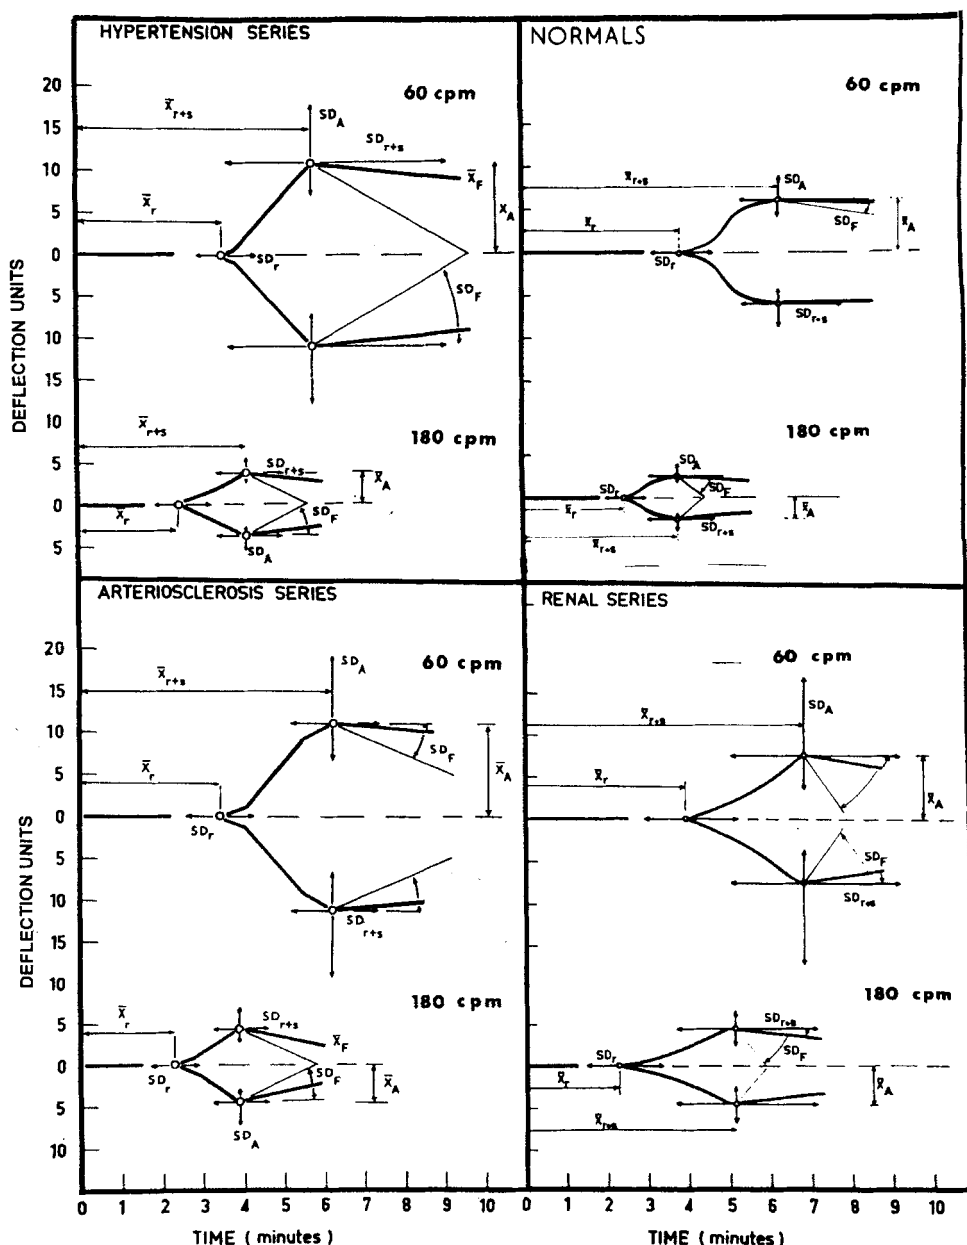 HYPERTENSION SERIES
60 cpm
20
15
10
5
0
5
10
15
DEFLECTION UNITS
X̄r+s
SDA
SDr+s
X̄F
X̄r
XA
SDr
SDF
180 cpm
10
5
0
5
X̄r+s
SDr+s
X̄A
X̄r
SDF
SDA
NORMALS
60 cpm
X̄r+s
SDA
X̄r
SDF
X̄A
SDr
SDr+s
180 cpm
SDA
SDr
SDF
X̄r
X̄A
SDr+s
X̄r+s
ARTERIOSCLEROSIS SERIES
60 cpm
20
15
10
5
0
5
10
15
DEFLECTION UNITS
X̄r+s
SDA
X̄r
SDF
X̄A
SDr
SDr+s
180 cpm
10
5
0
5
10
X̄r
SDr+s
X̄F
SDr
SDF
X̄A
SDA
0 1 2 3 4 5 6 7 8 9 10
TIME ( minutes )
RENAL SERIES
60 cpm
X̄r+s
SDA
X̄r
X̄A
SDF
SDr+s
180 cpm
SDr+s
SDr
SDF
X̄r
X̄A
X̄r+s
0 1 2 3 4 5 6 7 8 9 10
TIME ( minutes )